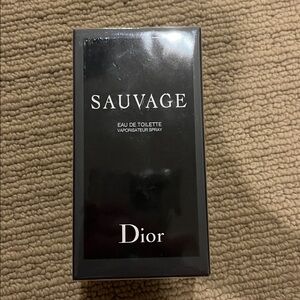 SAUVAGE
EAU DE TOILETTE
VAPORISATEUR SPRAY
Dior